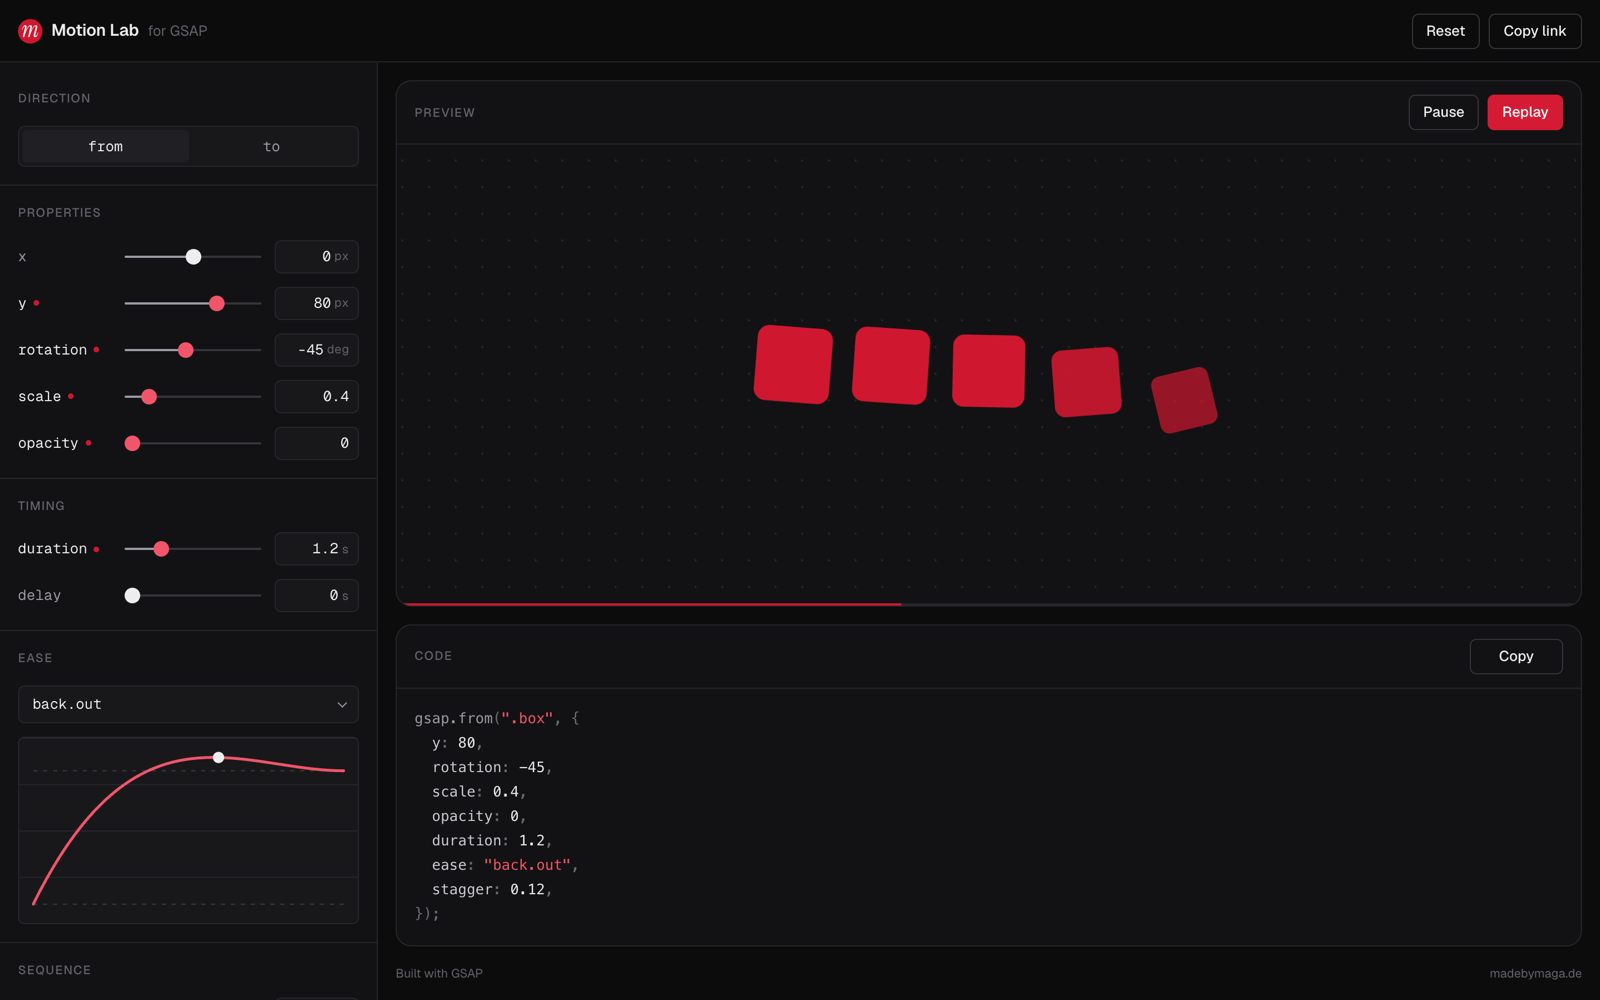 m Motion Lab for GSAP
Reset
Copy link
DIRECTION
from
to
PROPERTIES
x
0 px
y
80 px
rotation
-45 deg
scale
0.4
opacity
0
TIMING
duration
1.2 s
delay
0 s
EASE
back.out
SEQUENCE
PREVIEW
Pause
Replay
CODE
Copy
gsap.from(".box", {
  y: 80,
  rotation: -45,
  scale: 0.4,
  opacity: 0,
  duration: 1.2,
  ease: "back.out",
  stagger: 0.12,
});
Built with GSAP
madebymaga.de